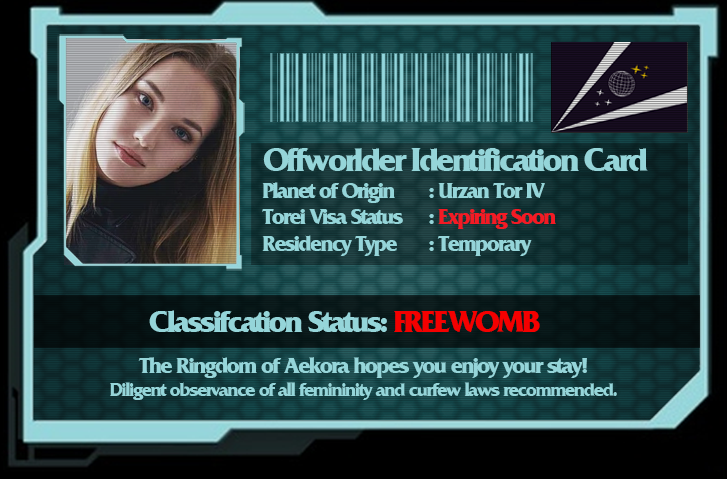 Offworlder Identification Card
Planet of Origin : Urzan Tor IV
Torei Visa Status : Expiring Soon
Residency Type : Temporary
Classifcation Status: FREEWOMB
The Ringdom of Aekora hopes you enjoy your stay!
Diligent observance of all femininity and curfew laws recommended.